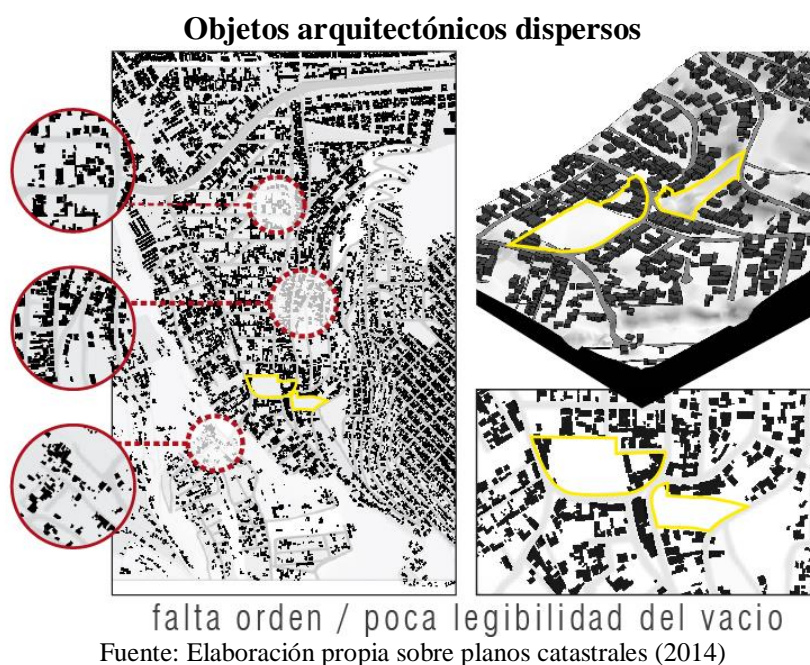 Objetos arquitectónicos dispersos
falta orden / poca legibilidad del vacio
Fuente: Elaboración propia sobre planos catastrales (2014)